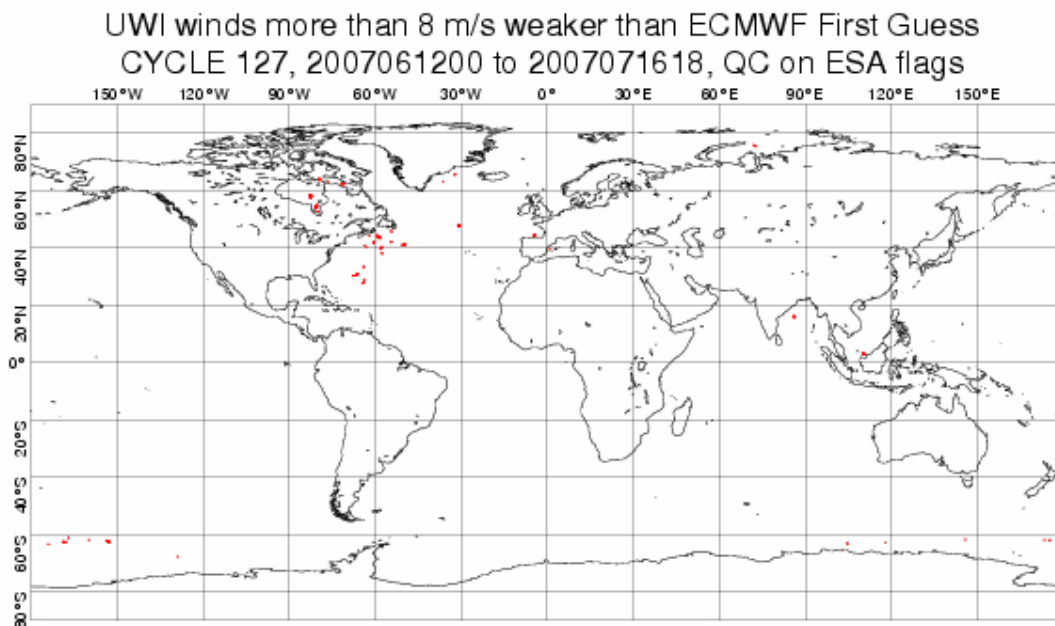 UWI winds more than 8 m/s weaker than ECMWF First Guess
CYCLE 127, 2007061200 to 2007071618, QC on ESA flags
150°W 120°W 90°W 60°W 30°W 0° 30°E 60°E 90°E 120°E 150°E
80°N
60°N
40°N
20°N
0°
20°S
40°S
60°S
80°S